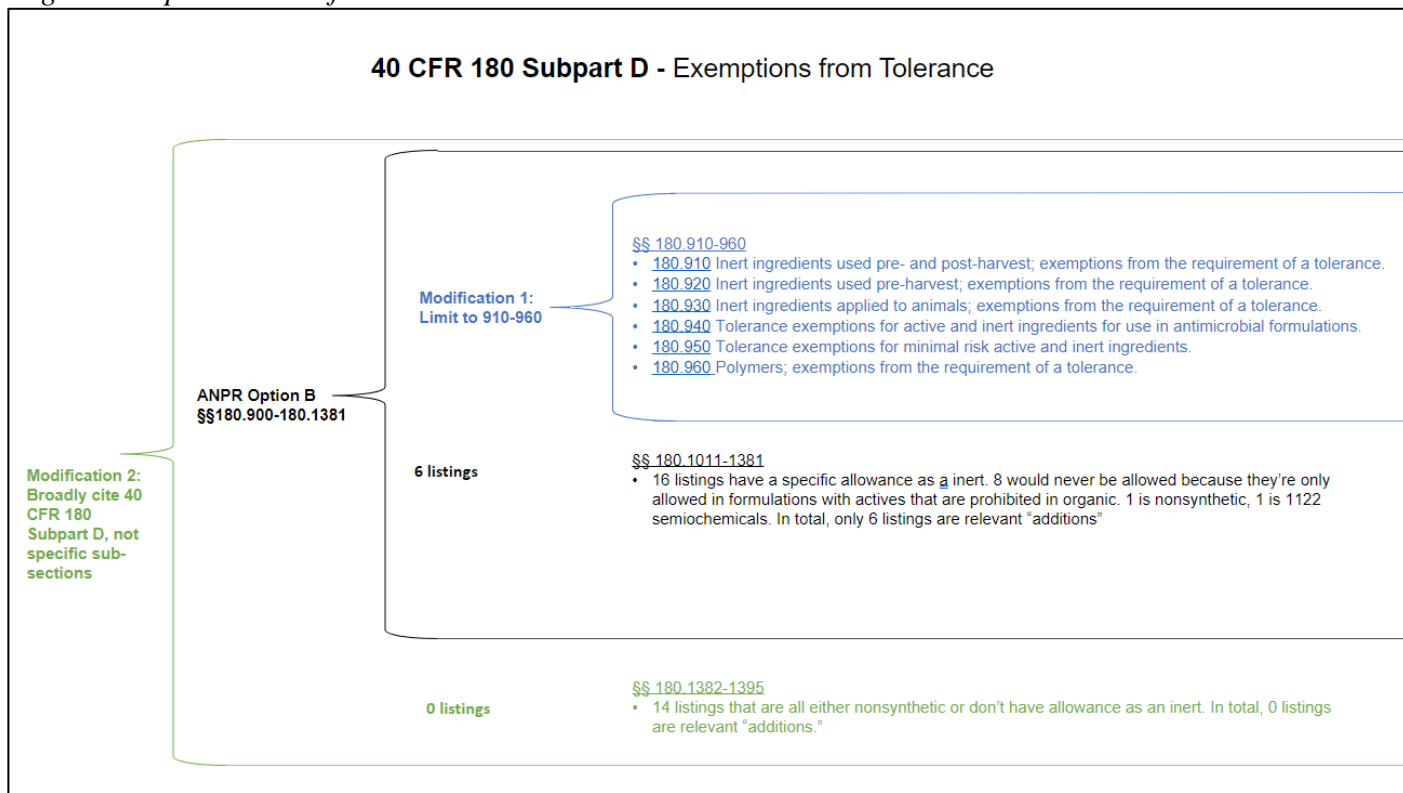 40 CFR 180 Subpart D - Exemptions from Tolerance
§§ 180.910-960
• 180.910 Inert ingredients used pre- and post-harvest; exemptions from the requirement of a tolerance.
• 180.920 Inert ingredients used pre-harvest; exemptions from the requirement of a tolerance.
• 180.930 Inert ingredients applied to animals; exemptions from the requirement of a tolerance.
• 180.940 Tolerance exemptions for active and inert ingredients for use in antimicrobial formulations.
• 180.950 Tolerance exemptions for minimal risk active and inert ingredients.
• 180.960 Polymers; exemptions from the requirement of a tolerance.
Modification 1:
Limit to 910-960
ANPR Option B
§§180.900-180.1381
Modification 2:
Broadly cite 40
CFR 180
Subpart D, not
specific sub-
sections
6 listings
§§ 180.1011-1381
• 16 listings have a specific allowance as a inert. 8 would never be allowed because they're only
allowed in formulations with actives that are prohibited in organic. 1 is nonsynthetic, 1 is 1122
semiochemicals. In total, only 6 listings are relevant “additions”
0 listings
§§ 180.1382-1395
• 14 listings that are all either nonsynthetic or don't have allowance as an inert. In total, 0 listings
are relevant “additions.”